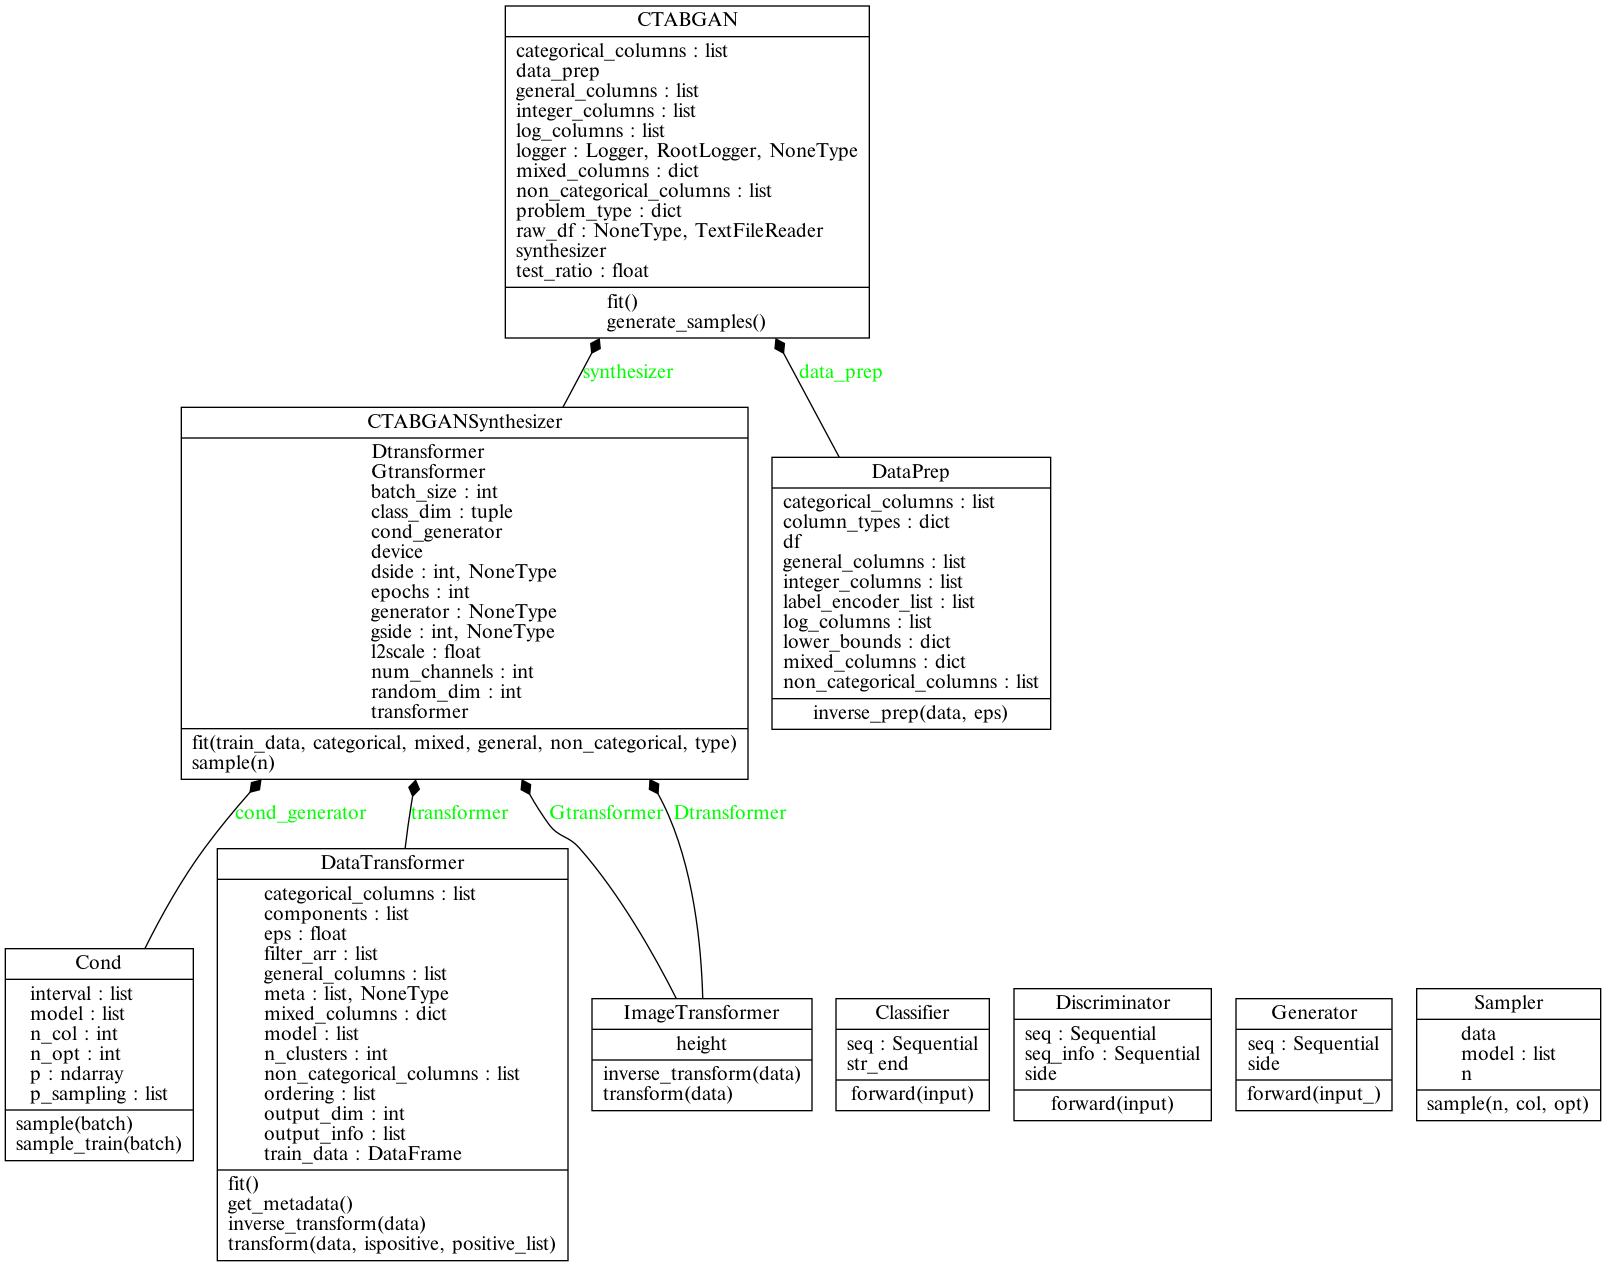 CTABGAN
categorical_columns : list
data_prep
general_columns : list
integer_columns : list
log_columns : list
logger : Logger, RootLogger, NoneType
mixed_columns : dict
non_categorical_columns : list
problem_type : dict
raw_df : NoneType, TextFileReader
synthesizer
test_ratio : float
fit()
generate_samples()
synthesizer
data_prep
CTABGANSynthesizer
Dtransformer
Gtransformer
batch_size : int
class_dim : tuple
cond_generator
device
dside : int, NoneType
epochs : int
generator : NoneType
gside : int, NoneType
l2scale : float
num_channels : int
random_dim : int
transformer
fit(train_data, categorical, mixed, general, non_categorical, type)
sample(n)
DataPrep
categorical_columns : list
column_types : dict
df
general_columns : list
integer_columns : list
label_encoder_list : list
log_columns : list
lower_bounds : dict
mixed_columns : dict
non_categorical_columns : list
inverse_prep(data, eps)
cond_generator
transformer
Gtransformer
Dtransformer
Cond
interval : list
model : list
n_col : int
n_opt : int
p : ndarray
p_sampling : list
sample(batch)
sample_train(batch)
DataTransformer
categorical_columns : list
components : list
eps : float
filter_arr : list
general_columns : list
meta : list, NoneType
mixed_columns : dict
model : list
n_clusters : int
non_categorical_columns : list
ordering : list
output_dim : int
output_info : list
train_data : DataFrame
fit()
get_metadata()
inverse_transform(data)
transform(data, ispositive, positive_list)
ImageTransformer
height
inverse_transform(data)
transform(data)
Classifier
seq : Sequential
str_end
forward(input)
Discriminator
seq : Sequential
seq_info : Sequential
side
forward(input)
Generator
seq : Sequential
side
forward(input_)
Sampler
data
model : list
n
sample(n, col, opt)